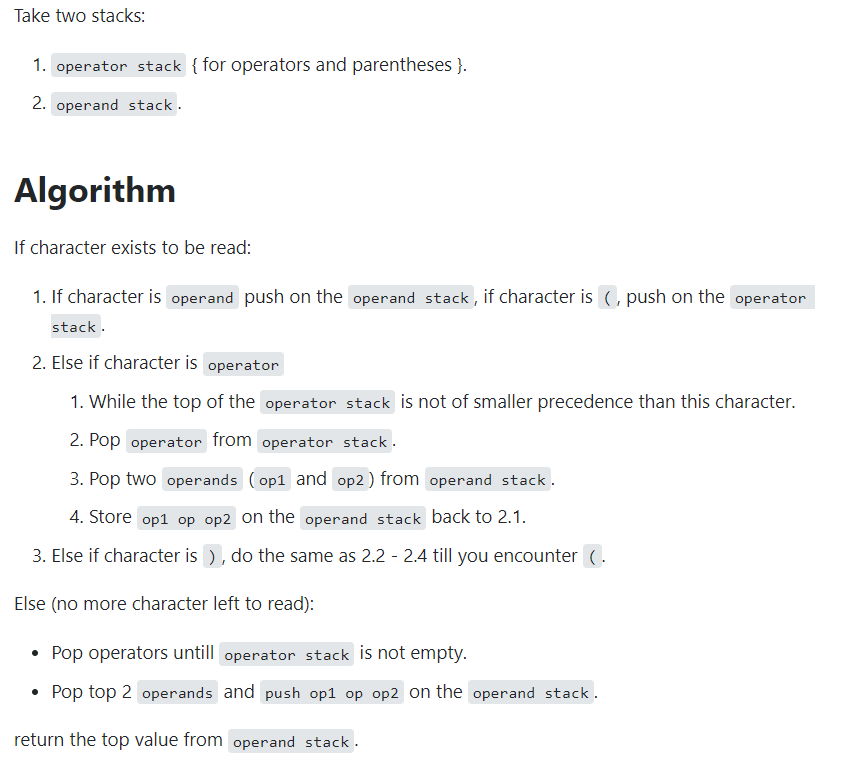 Take two stacks:
1. operator stack { for operators and parentheses }.
2. operand stack.
Algorithm
If character exists to be read:
1. If character is operand push on the operand stack, if character is (, push on the operator
stack.
2. Else if character is operator
1. While the top of the operator stack is not of smaller precedence than this character.
2. Pop operator from operator stack.
3. Pop two operands (op1 and op2) from operand stack.
4. Store op1 op op2 on the operand stack back to 2.1.
3. Else if character is ), do the same as 2.2 - 2.4 till you encounter (.
Else (no more character left to read):
• Pop operators untill operator stack is not empty.
• Pop top 2 operands and push op1 op op2 on the operand stack.
return the top value from operand stack.